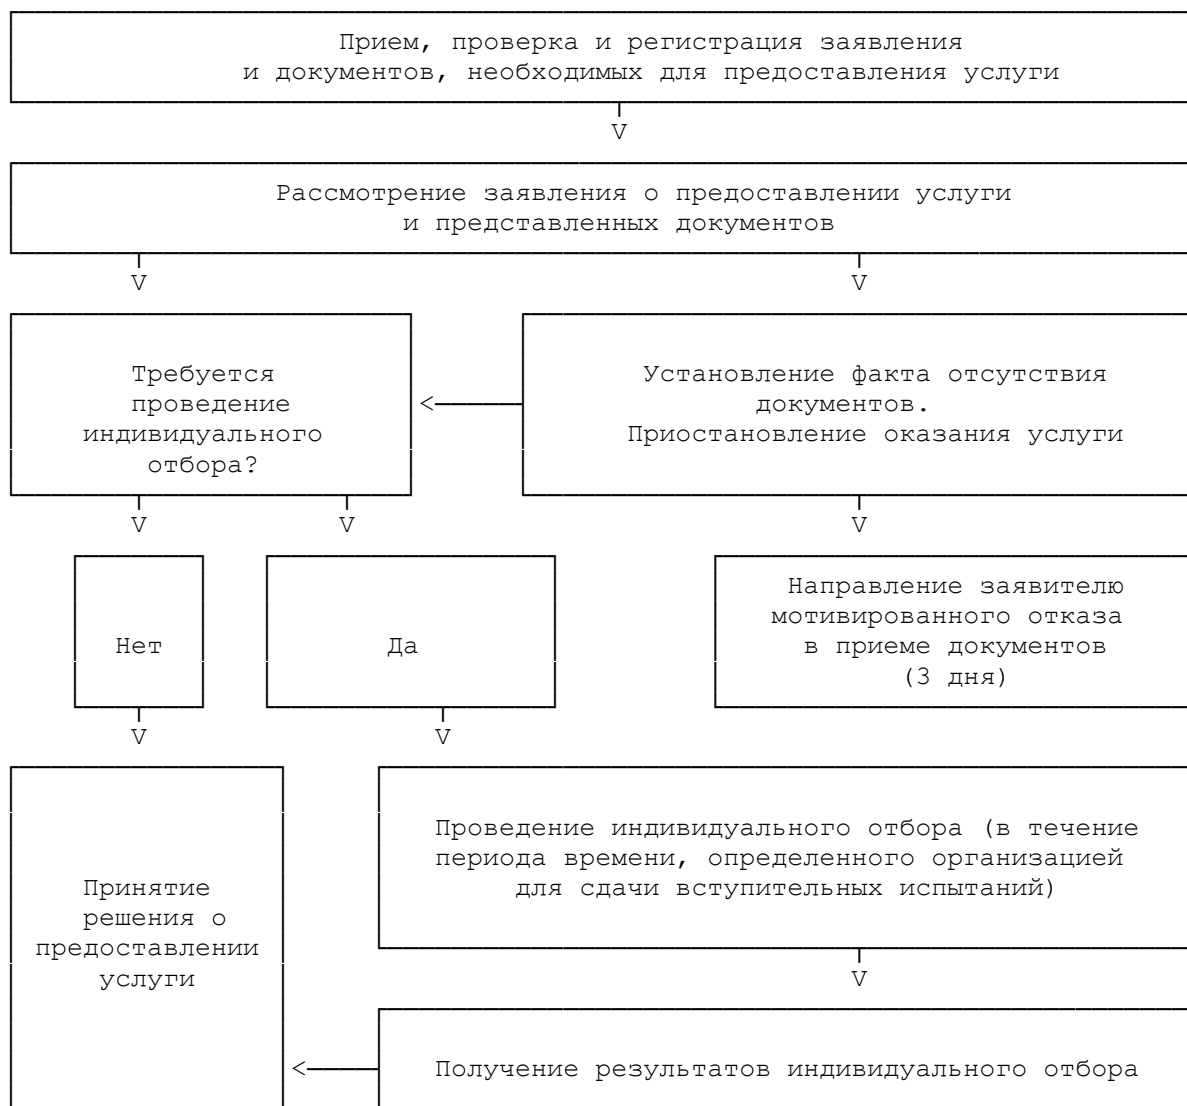 Прием, проверка и регистрация заявления
и документов, необходимых для предоставления услуги
V
Рассмотрение заявления о предоставлении услуги
и представленных документов
V V
Требуется
проведение
индивидуального
отбора?
<
Установление факта отсутствия
документов.
Приостановление оказания услуги
V V V
Нет
Да
Направление заявителю
мотивированного отказа
в приеме документов
(3 дня)
V V
Принятие
решения о
предоставлении
услуги
Проведение индивидуального отбора (в течение
периода времени, определенного организацией
для сдачи вступительных испытаний)
V
<
Получение результатов индивидуального отбора